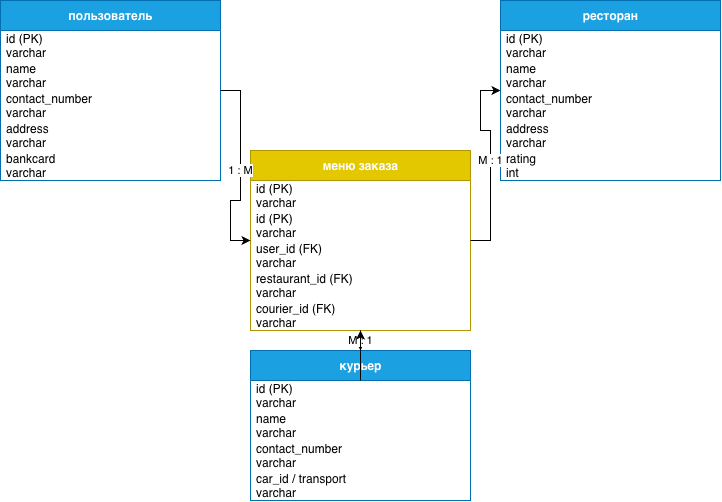 пользователь
id (PK)
varchar
name
varchar
contact_number
varchar
address
varchar
bankcard
varchar
ресторан
id (PK)
varchar
name
varchar
contact_number
varchar
address
varchar
rating
int
1 : M
M : 1
меню заказа
id (PK)
varchar
id (PK)
varchar
user_id (FK)
varchar
restaurant_id (FK)
varchar
courier_id (FK)
varchar
M : 1
курьер
id (PK)
varchar
name
varchar
contact_number
varchar
car_id / transport
varchar